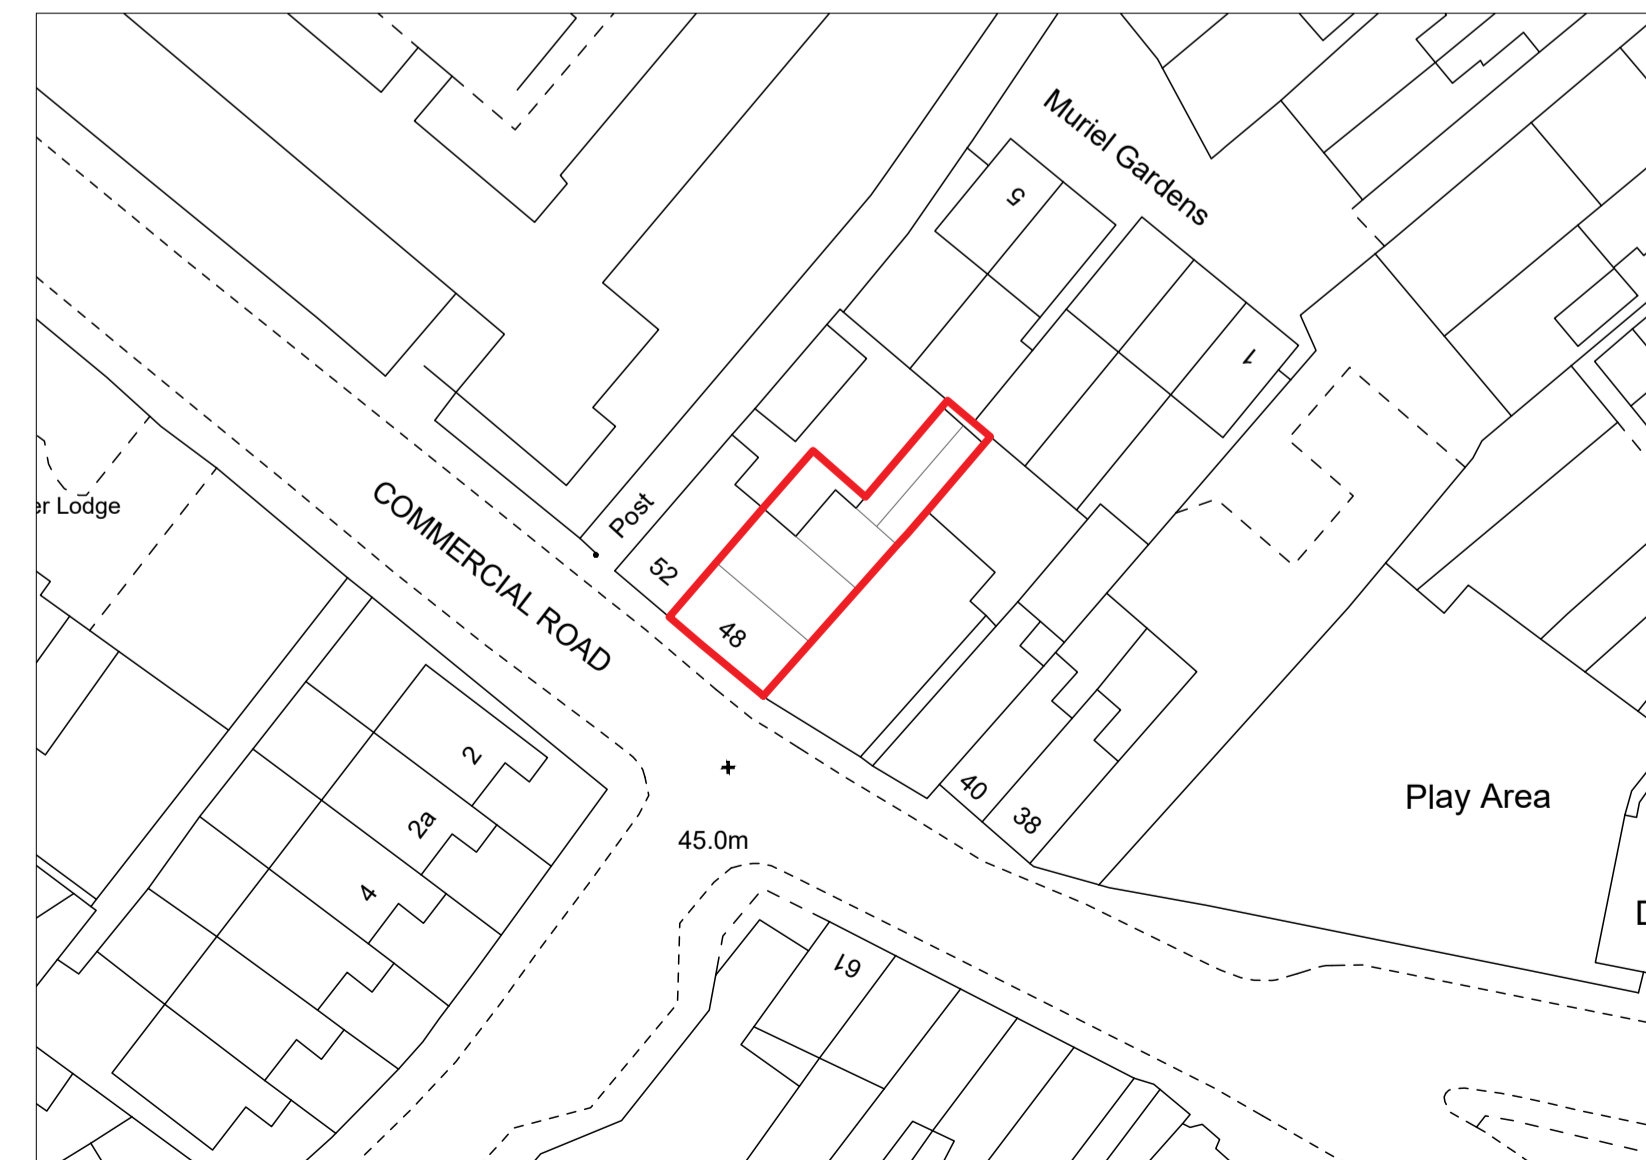 Muriel Gardens
5
1
er Lodge
COMMERCIAL ROAD
Post
52
48
2
2a
4
40
38
45.0m
Play Area
61